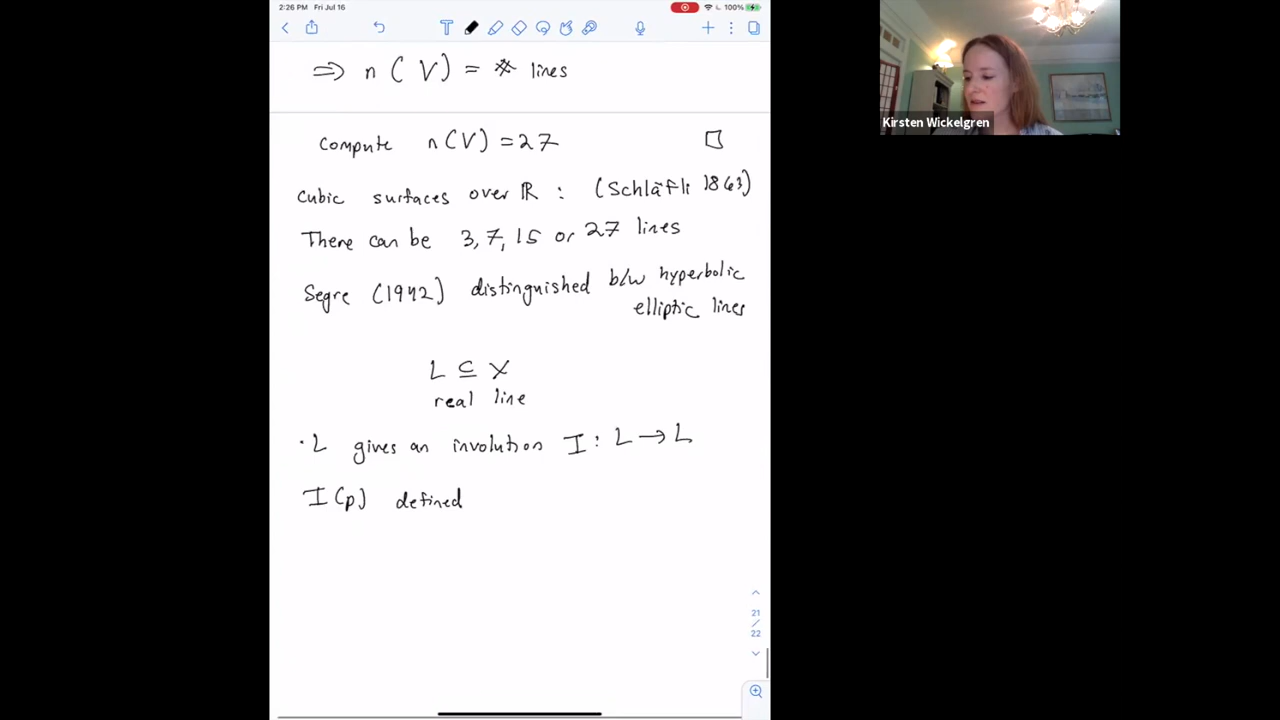 2:26 PM Fri Jul 16
100%
⇒ n(V) = # lines
Compute n(V) = 27 □
Cubic surfaces over ℝ : (Schläfli 1863)
There can be 3, 7, 15 or 27 lines
Segre (1942) distinguished b/w hyperbolic
elliptic lines
L ⊆ X
real line
· L gives an involution I : L → L
I(p) defined
21
/
22
Kirsten Wickelgren